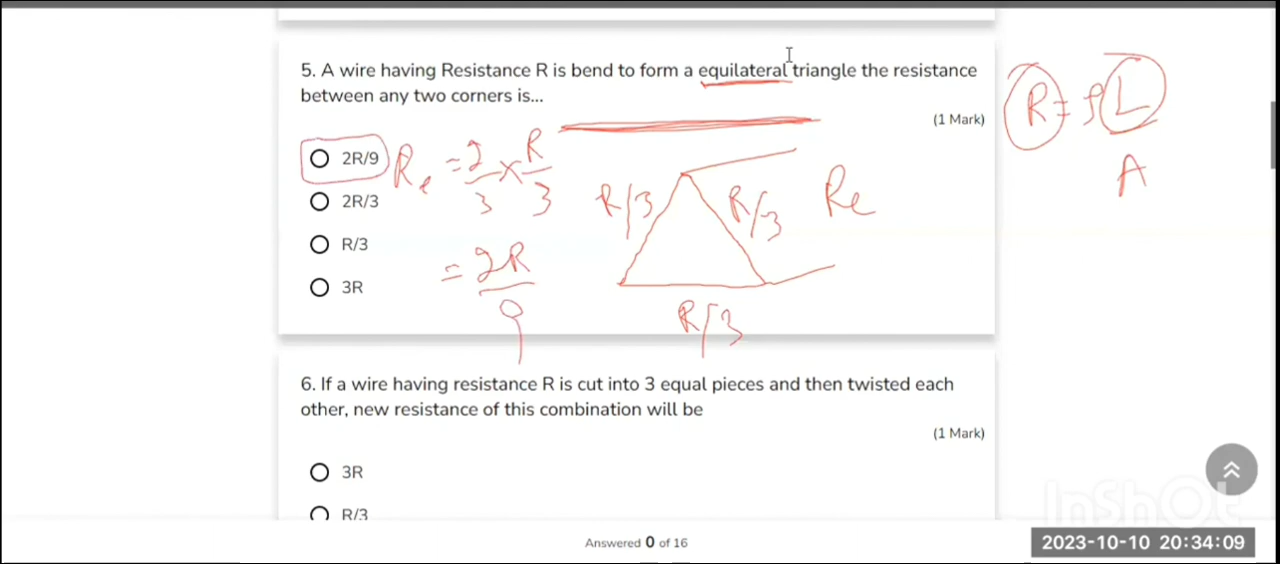 5. A wire having Resistance R is bend to form a equilateral triangle the resistance
between any two corners is...
(1 Mark)
R = ρL
A
2R/9
Re = 2/3 × R/3
2R/3
R/3
R/3
Re
R/3
= 2R/9
3R
R/3
6. If a wire having resistance R is cut into 3 equal pieces and then twisted each
other, new resistance of this combination will be
(1 Mark)
3R
R/3
InShOt
Answered 0 of 16
2023-10-10 20:34:09